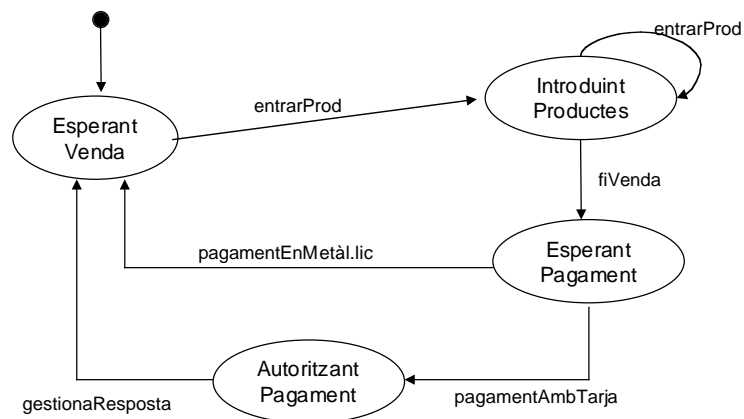 entrarProd
Introduint
Productes
entrarProd
Esperant
Venda
fiVenda
pagamentEnMetàl.lic
Esperant
Pagament
Autoritzant
Pagament
gestionaResposta
pagamentAmbTarja